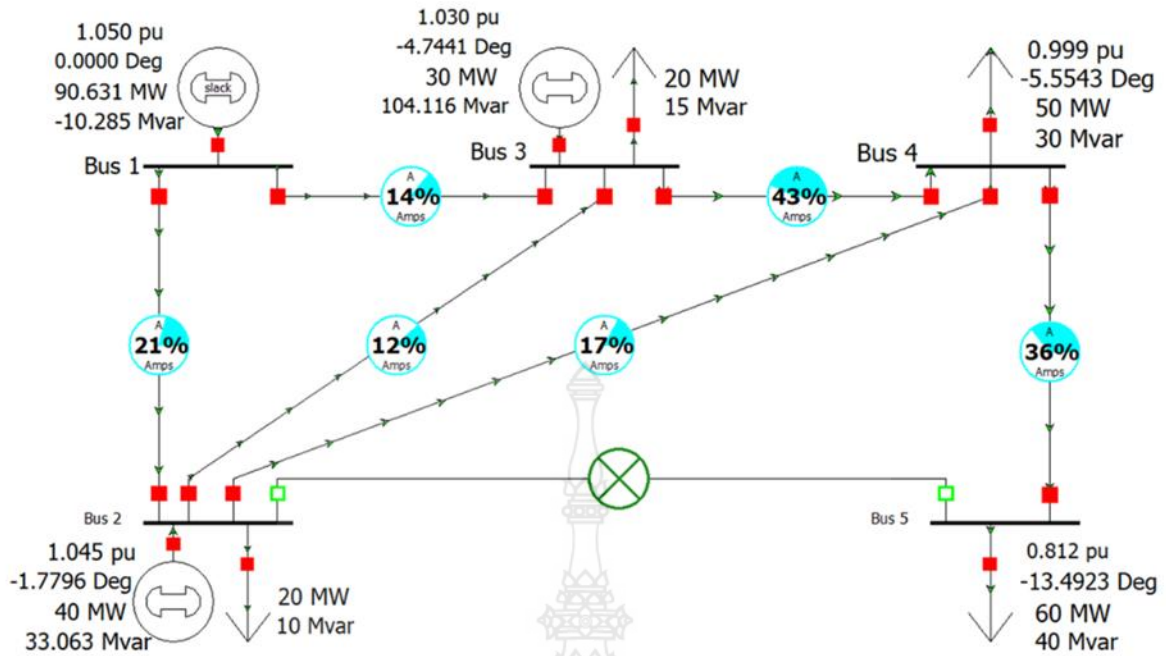 1.050 pu
0.0000 Deg
90.631 MW
-10.285 Mvar
slack
Bus 1
1.030 pu
-4.7441 Deg
30 MW
104.116 Mvar
20 MW
15 Mvar
Bus 3
0.999 pu
-5.5543 Deg
50 MW
30 Mvar
Bus 4
A
14%
Amps
A
43%
Amps
A
21%
Amps
A
12%
Amps
A
17%
Amps
A
36%
Amps
Bus 2
1.045 pu
-1.7796 Deg
40 MW
33.063 Mvar
20 MW
10 Mvar
Bus 5
0.812 pu
-13.4923 Deg
60 MW
40 Mvar